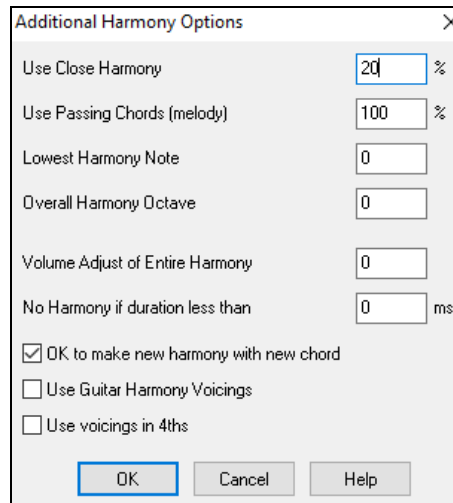 Additional Harmony Options
Use Close Harmony 20 %
Use Passing Chords (melody) 100 %
Lowest Harmony Note 0
Overall Harmony Octave 0
Volume Adjust of Entire Harmony 0
No Harmony if duration less than 0 ms
OK to make new harmony with new chord
Use Guitar Harmony Voicings
Use voicings in 4ths
OK Cancel Help